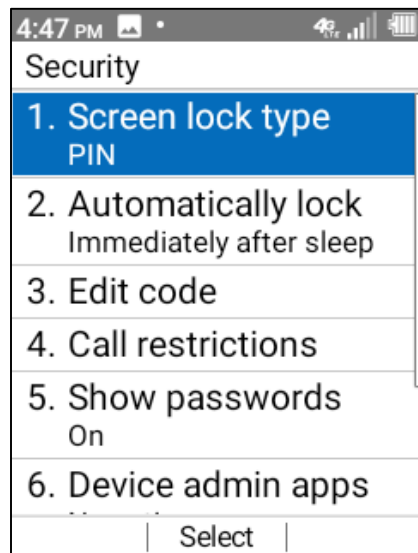 4:47 PM 4G LTE
Security
1. Screen lock type
PIN
2. Automatically lock
Immediately after sleep
3. Edit code
4. Call restrictions
5. Show passwords
On
6. Device admin apps
Select